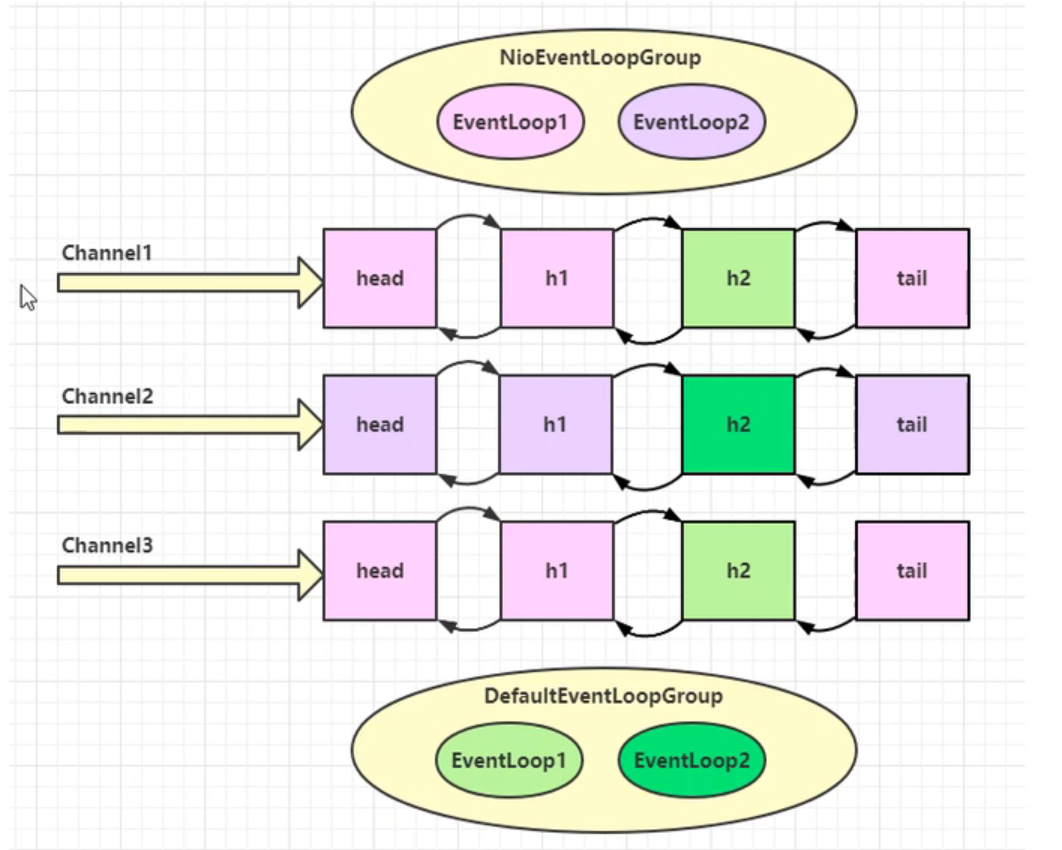 NioEventLoopGroup
EventLoop1 EventLoop2
Channel1
head h1 h2 tail
Channel2
head h1 h2 tail
Channel3
head h1 h2 tail
DefaultEventLoopGroup
EventLoop1 EventLoop2